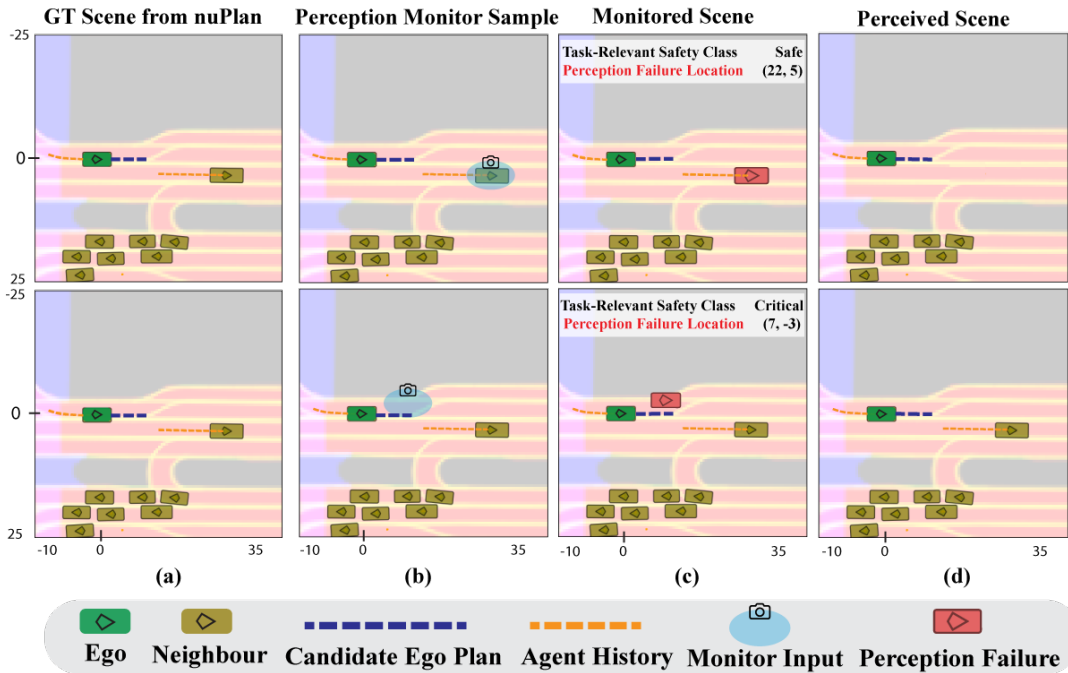 GT Scene from nuPlan
Perception Monitor Sample
Monitored Scene
Perceived Scene
-25
0
25
Task-Relevant Safety Class Safe
Perception Failure Location (22, 5)
-25
0
25
Task-Relevant Safety Class Critical
Perception Failure Location (7, -3)
-10 0 35
-10 0 35
-10 0 35
-10 0 35
(a)
(b)
(c)
(d)
Ego
Neighbour
Candidate Ego Plan
Agent History
Monitor Input
Perception Failure